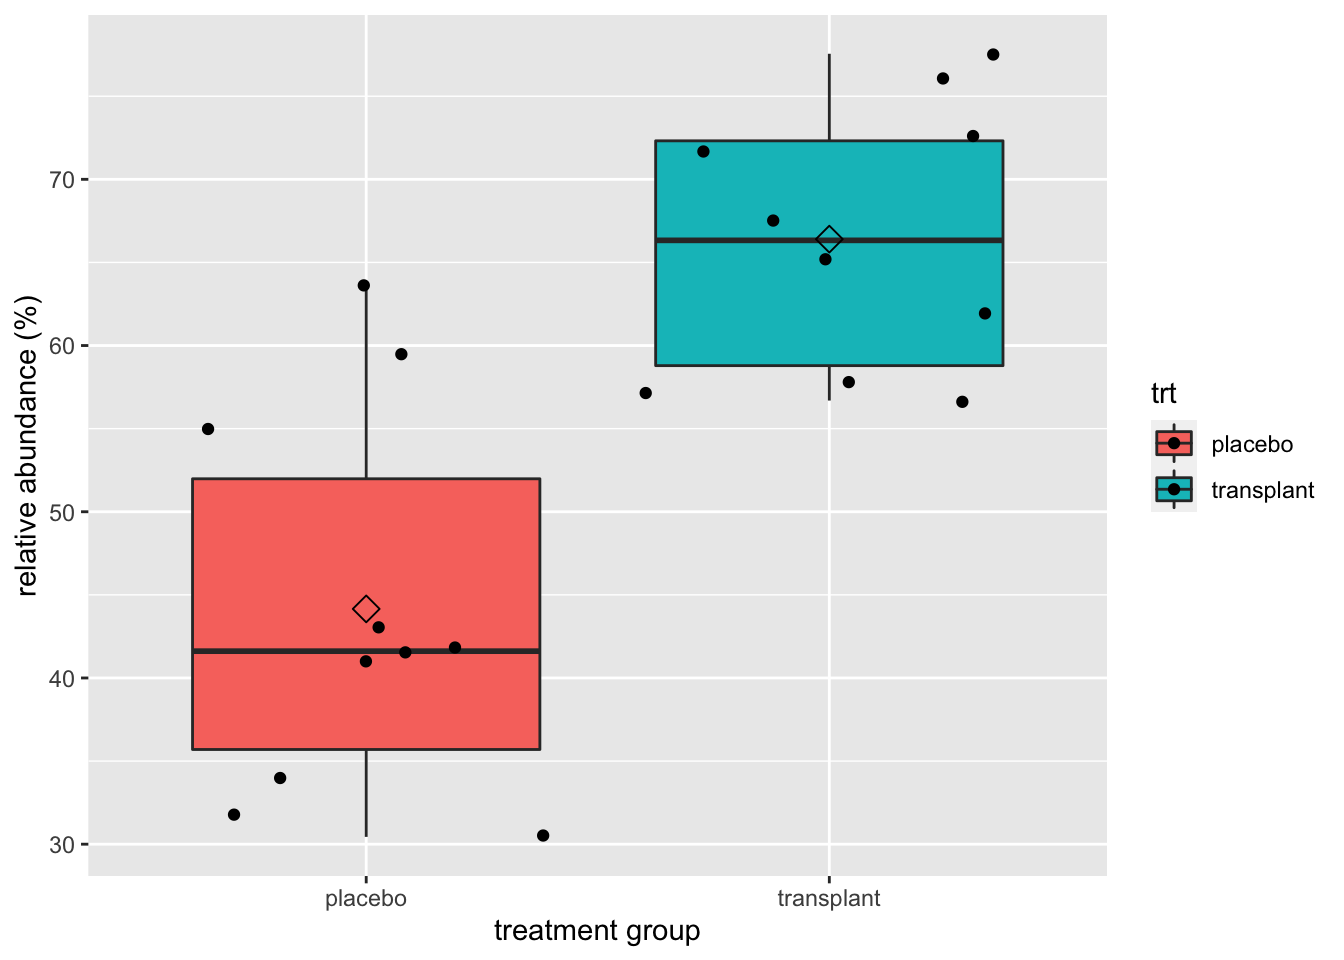 relative abundance (%)
70
60
50
40
30
placebo
transplant
treatment group
trt
placebo
transplant